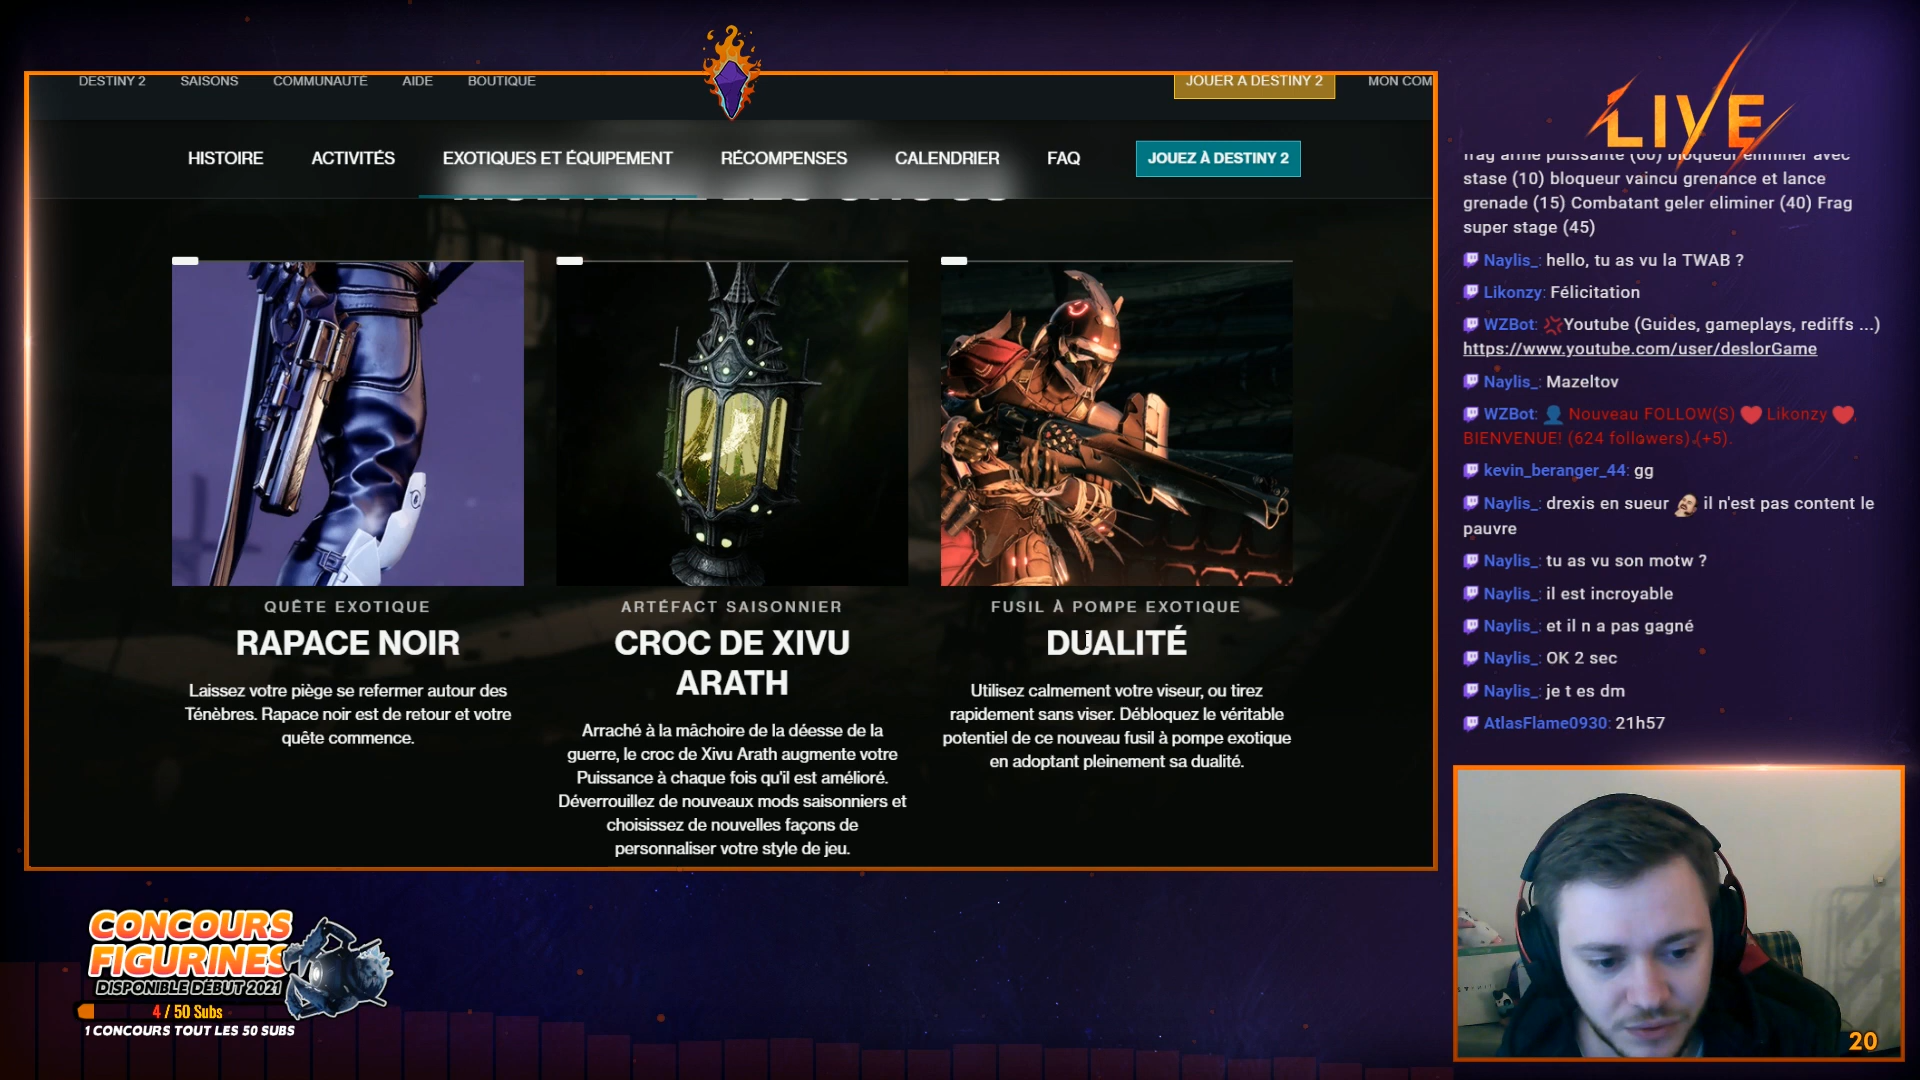 DESTINY 2 SAISONS COMMUNAUTÉ AIDE BOUTIQUE JOUER À DESTINY 2 MON COM
HISTOIRE ACTIVITÉS EXOTIQUES ET ÉQUIPEMENT RÉCOMPENSES CALENDRIER FAQ JOUEZ À DESTINY 2
QUÊTE EXOTIQUE
RAPACE NOIR
Laissez votre piège se refermer autour des
Ténèbres. Rapace noir est de retour et votre
quête commence.
ARTÉFACT SAISONNIER
CROC DE XIVU
ARATH
Arraché à la mâchoire de la déesse de la
guerre, le croc de Xivu Arath augmente votre
Puissance à chaque fois qu'il est amélioré.
Déverrouillez de nouveaux mods saisonniers et
choisissez de nouvelles façons de
personnaliser votre style de jeu.
FUSIL À POMPE EXOTIQUE
DUALITÉ
Utilisez calmement votre viseur, ou tirez
rapidement sans viser. Débloquez le véritable
potentiel de ce nouveau fusil à pompe exotique
en adoptant pleinement sa dualité.
LIVE
frag arme puissante (60) bloqueur eliminer avec
stase (10) bloqueur vaincu grenance et lance
grenade (15) Combatant geler eliminer (40) Frag
super stage (45)
Naylis_: hello, tu as vu la TWAB ?
Likonzy: Félicitation
WZBot: Youtube (Guides, gameplays, rediffs ...)
https://www.youtube.com/user/deslorGame
Naylis_: Mazeltov
WZBot: Nouveau FOLLOW(S) Likonzy ,
BIENVENUE! (624 followers) (+5).
kevin_beranger_44: gg
Naylis_: drexis en sueur il n'est pas content le
pauvre
Naylis_: tu as vu son motw ?
Naylis_: il est incroyable
Naylis_: et il n a pas gagné
Naylis_: OK 2 sec
Naylis_: je t es dm
AtlasFlame0930: 21h57
CONCOURS
FIGURINES
DISPONIBLE DÉBUT 2021
4 / 50 Subs
1 CONCOURS TOUT LES 50 SUBS
20